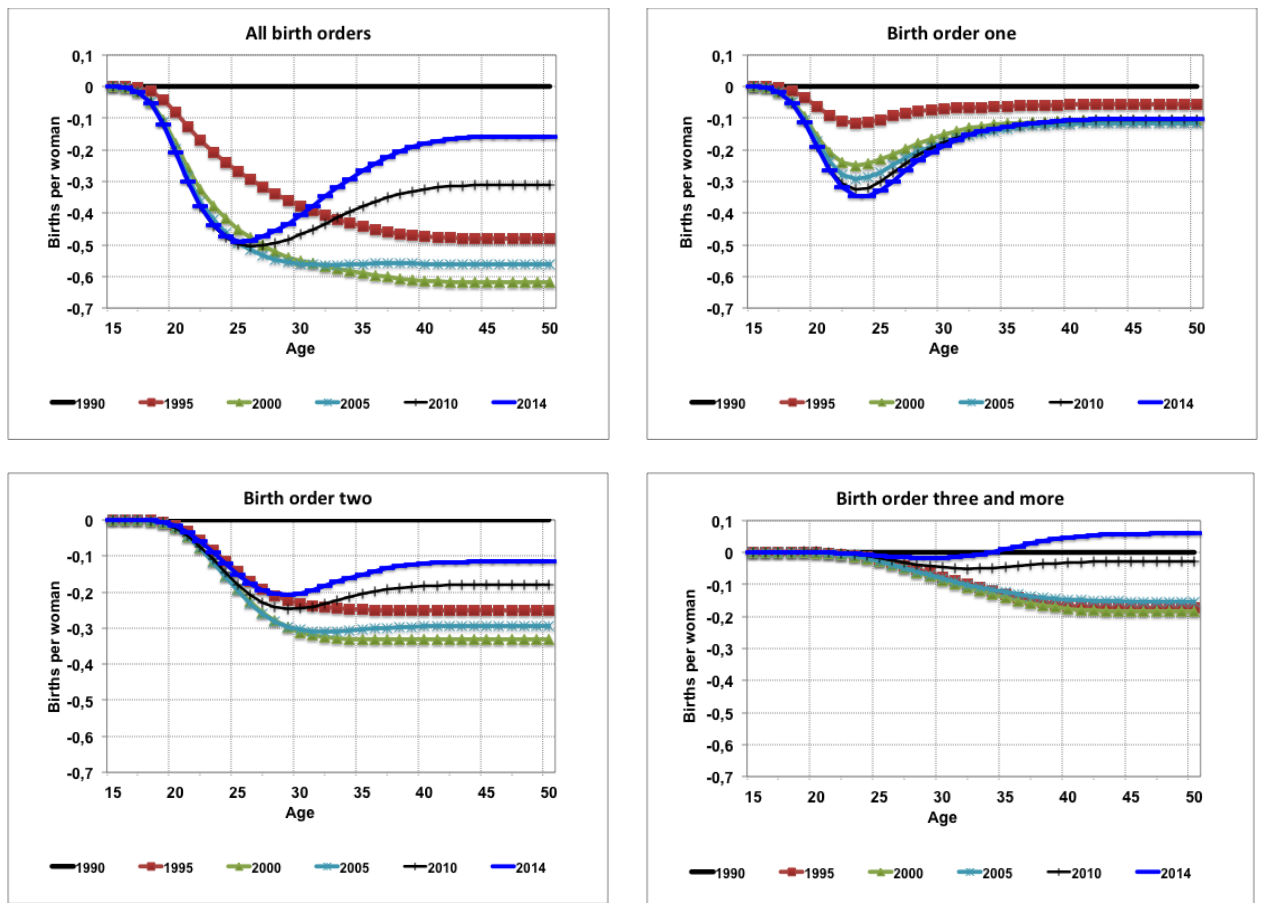 All birth orders
0,1
0
-0,1
-0,2
-0,3
-0,4
-0,5
-0,6
-0,7
Births per woman
15 20 25 30 35 40 45 50
Age
1990 1995 2000 2005 2010 2014
Birth order one
0,1
0
-0,1
-0,2
-0,3
-0,4
-0,5
-0,6
-0,7
Births per woman
15 20 25 30 35 40 45 50
Age
1990 1995 2000 2005 2010 2014
Birth order two
0
-0,1
-0,2
-0,3
-0,4
-0,5
-0,6
-0,7
Births per woman
15 20 25 30 35 40 45 50
Age
1990 1995 2000 2005 2010 2014
Birth order three and more
0,1
0
-0,1
-0,2
-0,3
-0,4
-0,5
-0,6
-0,7
Births per woman
15 20 25 30 35 40 45 50
Age
1990 1995 2000 2005 2010 2014